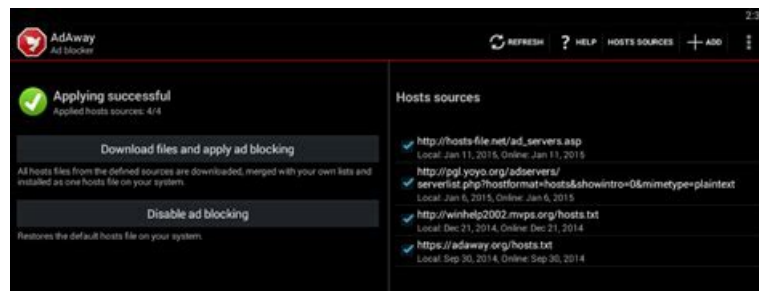 2:3
AdAway
Ad blocker
REFRESH
? HELP
HOSTS SOURCES
ADD
Applying successful
Applied hosts sources: 4/4
Download files and apply ad blocking
All hosts files from the defined sources are downloaded, merged with your own lists and
installed as one hosts file on your system.
Disable ad blocking
Restores the default hosts file on your system.
Hosts sources
http://hosts-file.net/ad_servers.asp
Local: Jan 11, 2015, Online: Jan 11, 2015
http://pgl.yoyo.org/adservers/
serverlist.php?hostformat=hosts&showintro=0&mimetype=plaintext
Local: Jan 6, 2015, Online: Jan 6, 2015
http://winhelp2002.mvps.org/hosts.txt
Local: Dec 21, 2014, Online: Dec 21, 2014
https://adaway.org/hosts.txt
Local: Sep 30, 2014, Online: Sep 30, 2014